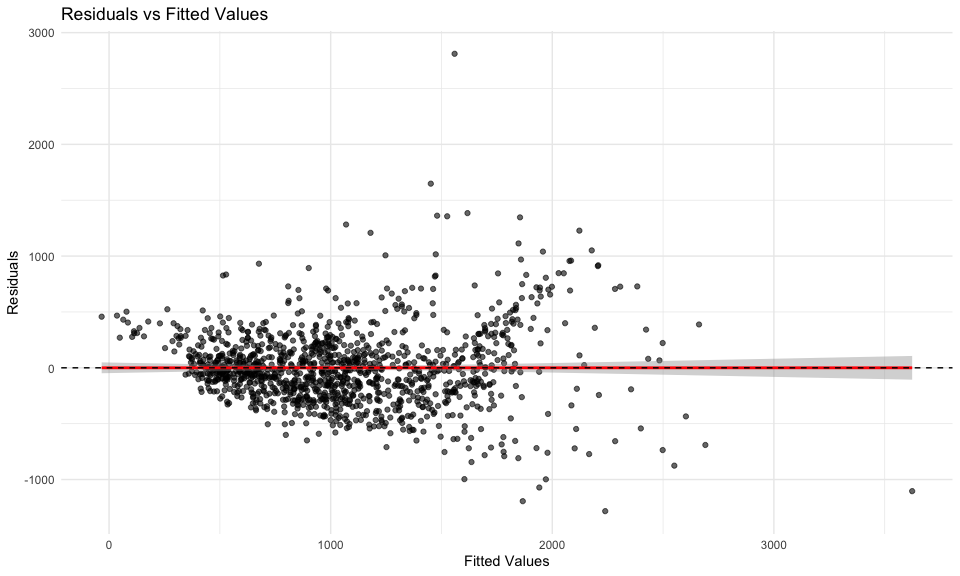 Residuals vs Fitted Values
3000
2000
1000
0
-1000
Residuals
0 1000 2000 3000
Fitted Values